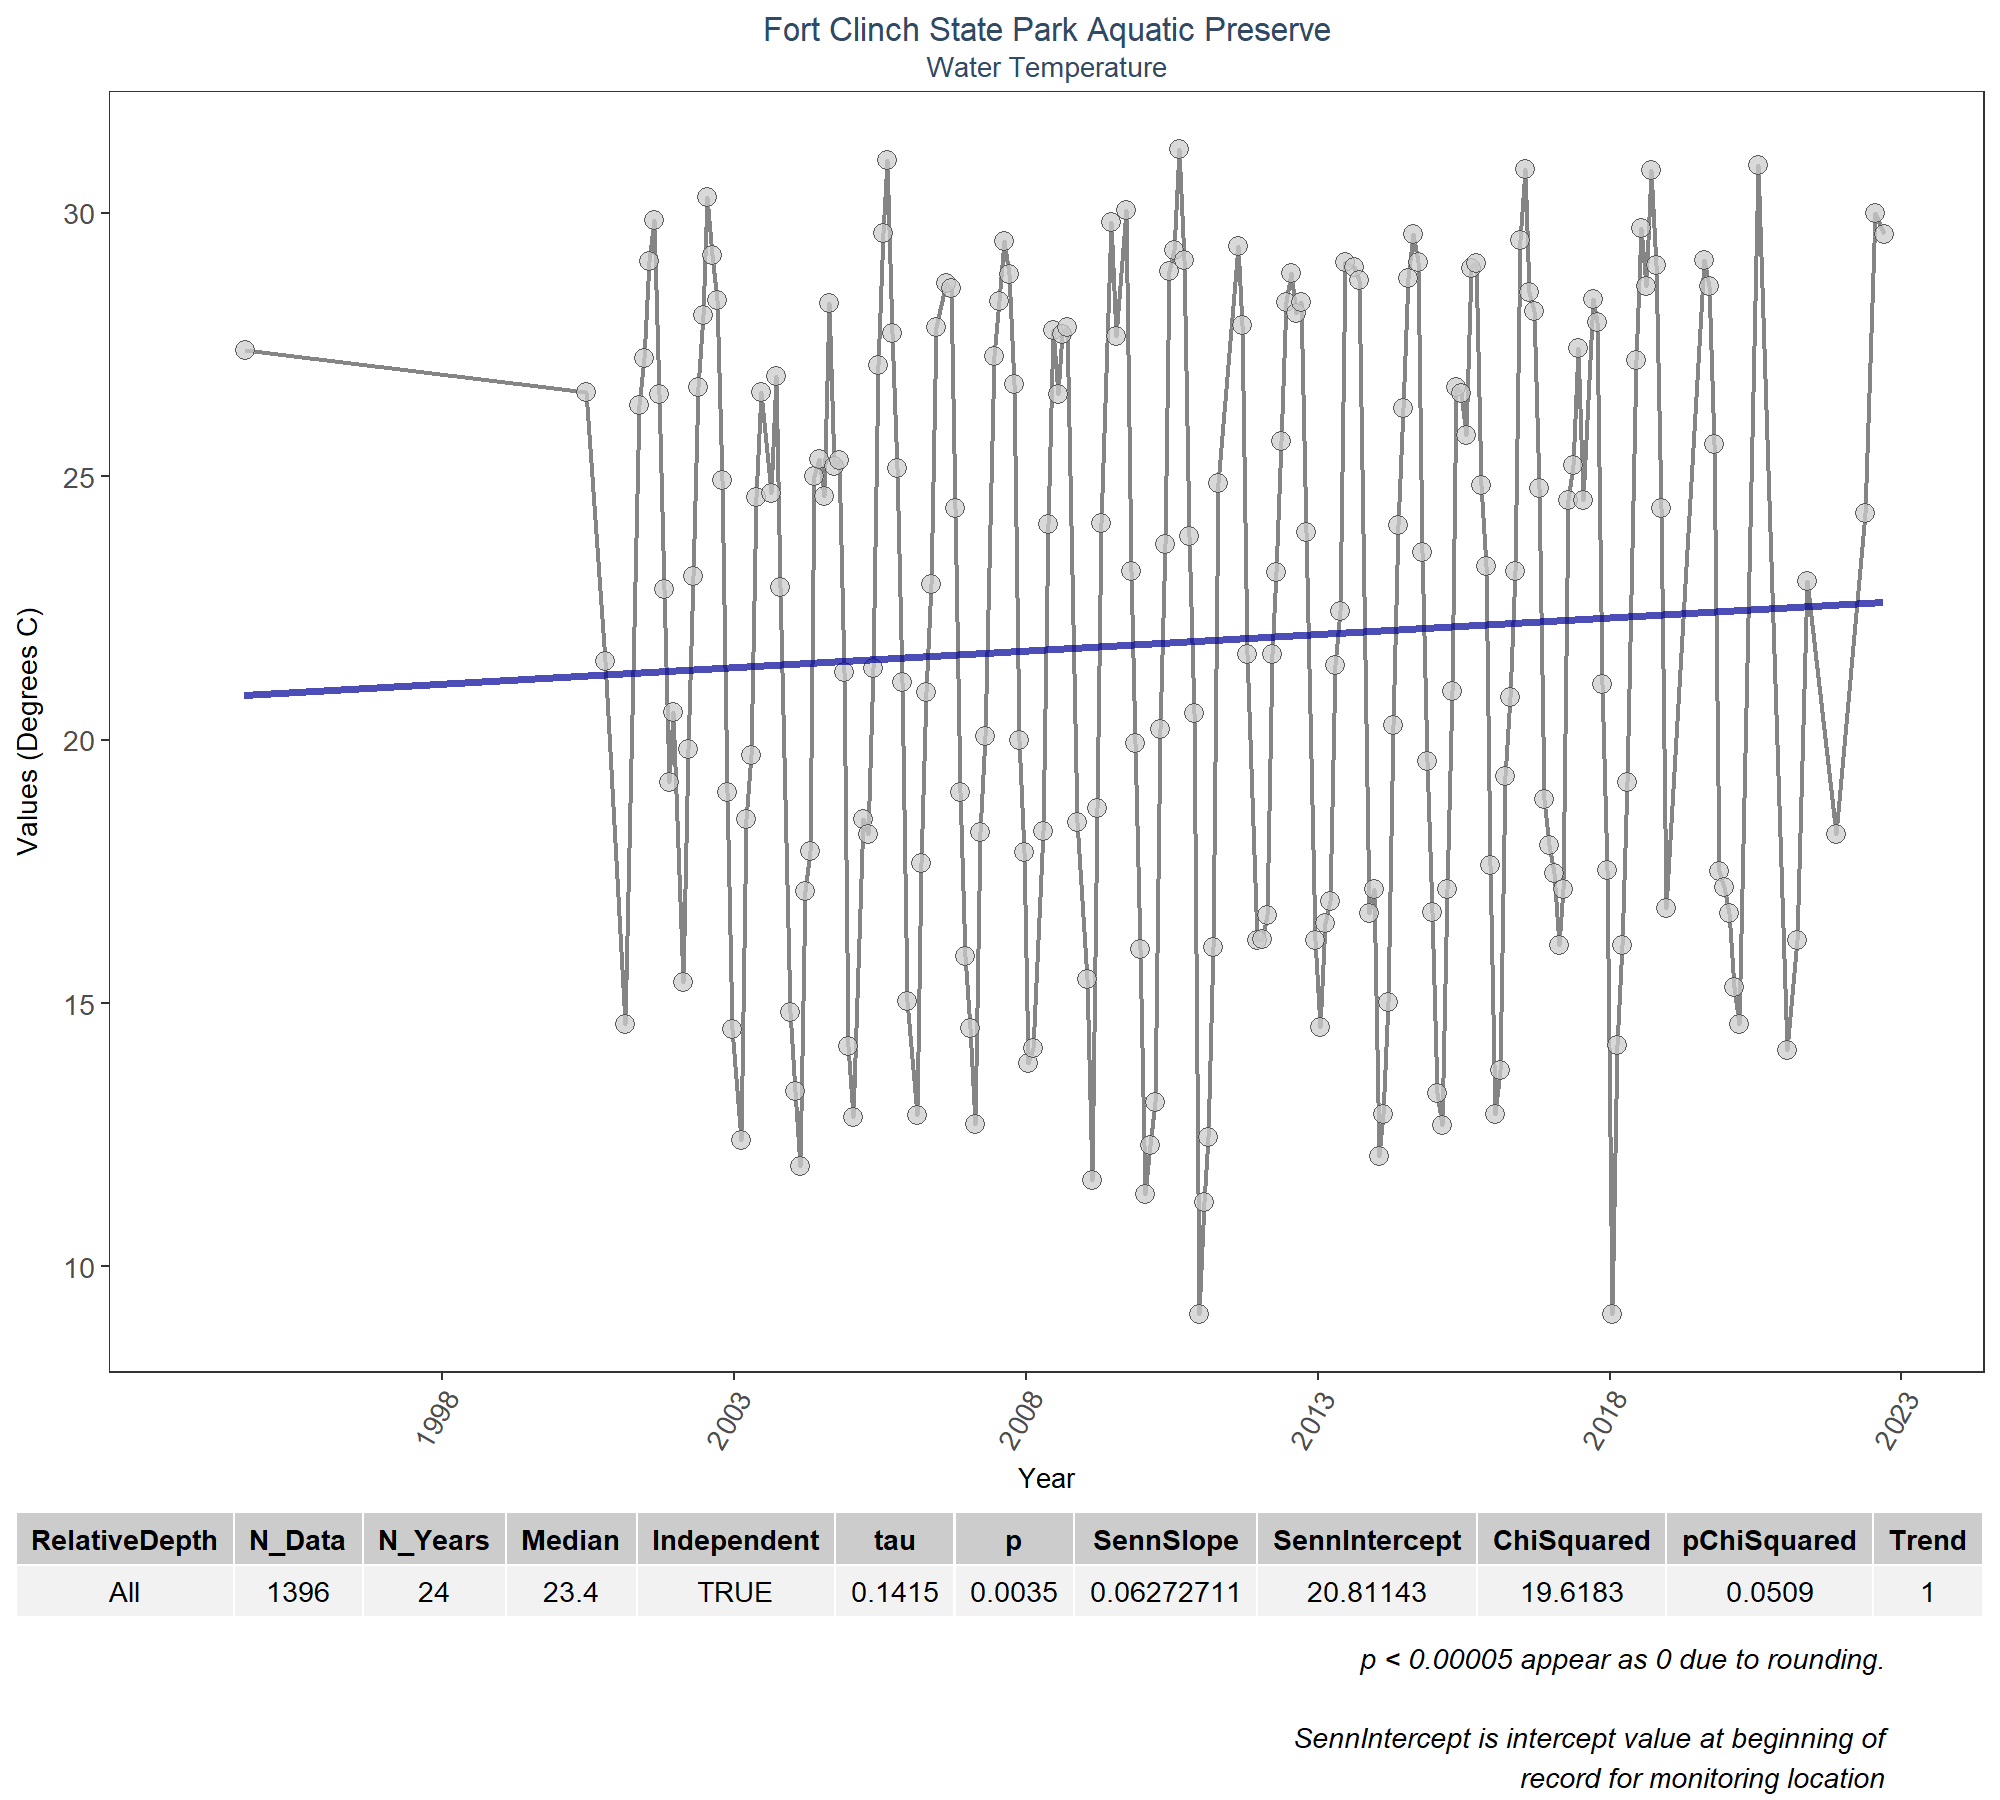 Fort Clinch State Park Aquatic Preserve
Water Temperature
Values (Degrees C)
30
25
20
15
10
1998
2003
2008
2013
2018
2023
Year
RelativeDepth N_Data N_Years Median Independent tau p SennSlope SennIntercept ChiSquared pChiSquared Trend
All 1396 24 23.4 TRUE 0.1415 0.0035 0.06272711 20.81143 19.6183 0.0509 1
p < 0.00005 appear as 0 due to rounding.
SennIntercept is intercept value at beginning of
record for monitoring location